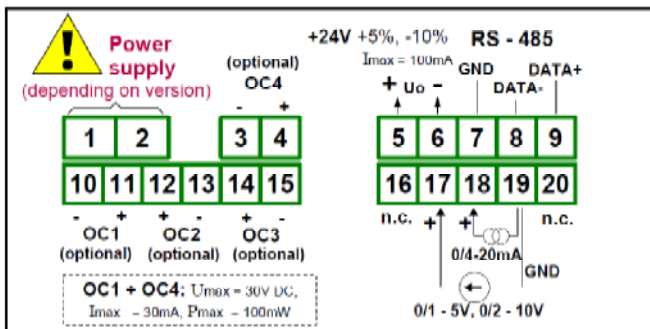 Power
supply
(depending on version)
(optional)
OC4
- +
+24V +5%, -10% RS - 485
Imax = 100mA GND DATA+
+ Uo - DATA-
1 2 3 4 5 6 7 8 9
10 11 12 13 14 15 16 17 18 19 20
- + + - + - n.c. + + n.c.
OC1 OC2 OC3
(optional) (optional) (optional)
0/4-20mA
GND
OC1 + OC4: Umax = 30V DC,
Imax - 30mA, Pmax - 100mW
0/1 - 5V, 0/2 - 10V